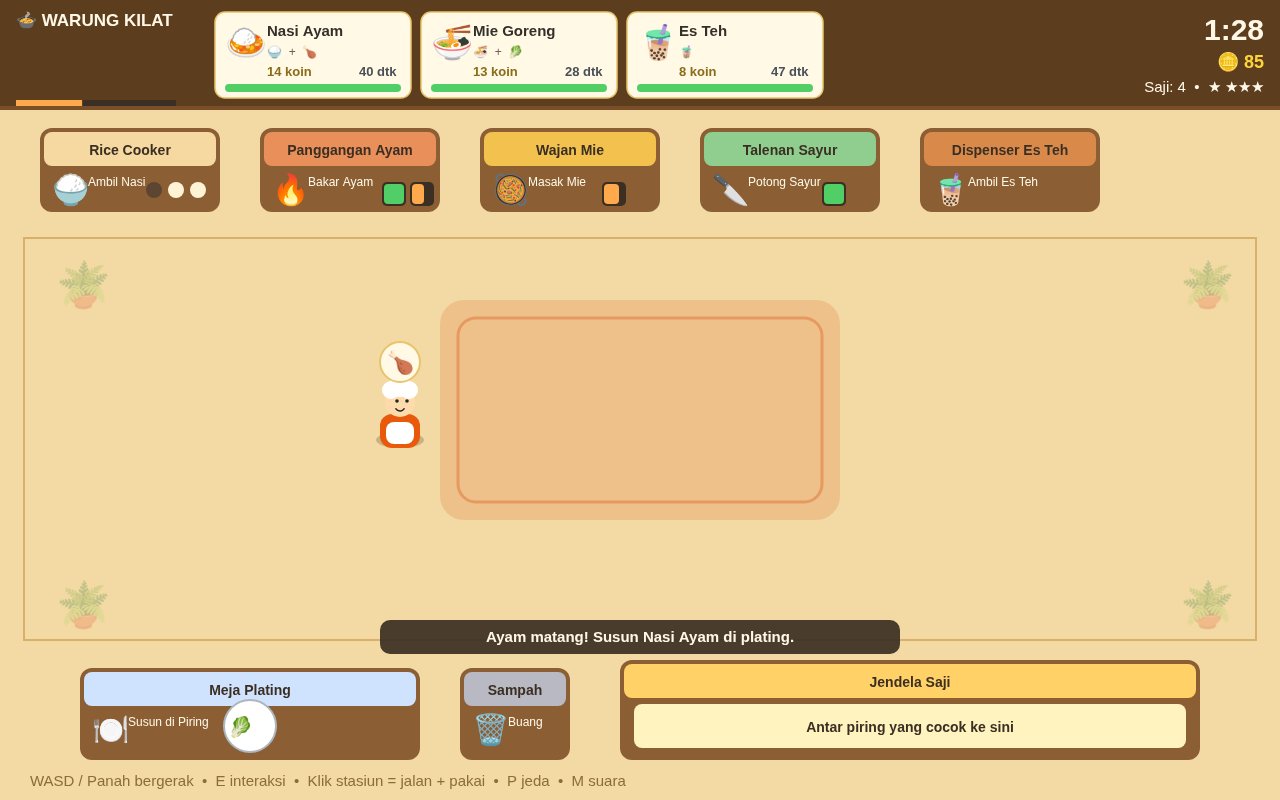 WARUNG KILAT
Nasi Ayam
+
14 koin 40 dtk
Mie Goreng
+
13 koin 28 dtk
Es Teh
8 koin 47 dtk
1:28
85
Saji: 4 • ★ ★★★
Rice Cooker
Ambil Nasi
Panggangan Ayam
Bakar Ayam
Wajan Mie
Masak Mie
Talenan Sayur
Potong Sayur
Dispenser Es Teh
Ambil Es Teh
Ayam matang! Susun Nasi Ayam di plating.
Meja Plating
Susun di Piring
Sampah
Buang
Jendela Saji
Antar piring yang cocok ke sini
WASD / Panah bergerak • E interaksi • Klik stasiun = jalan + pakai • P jeda • M suara